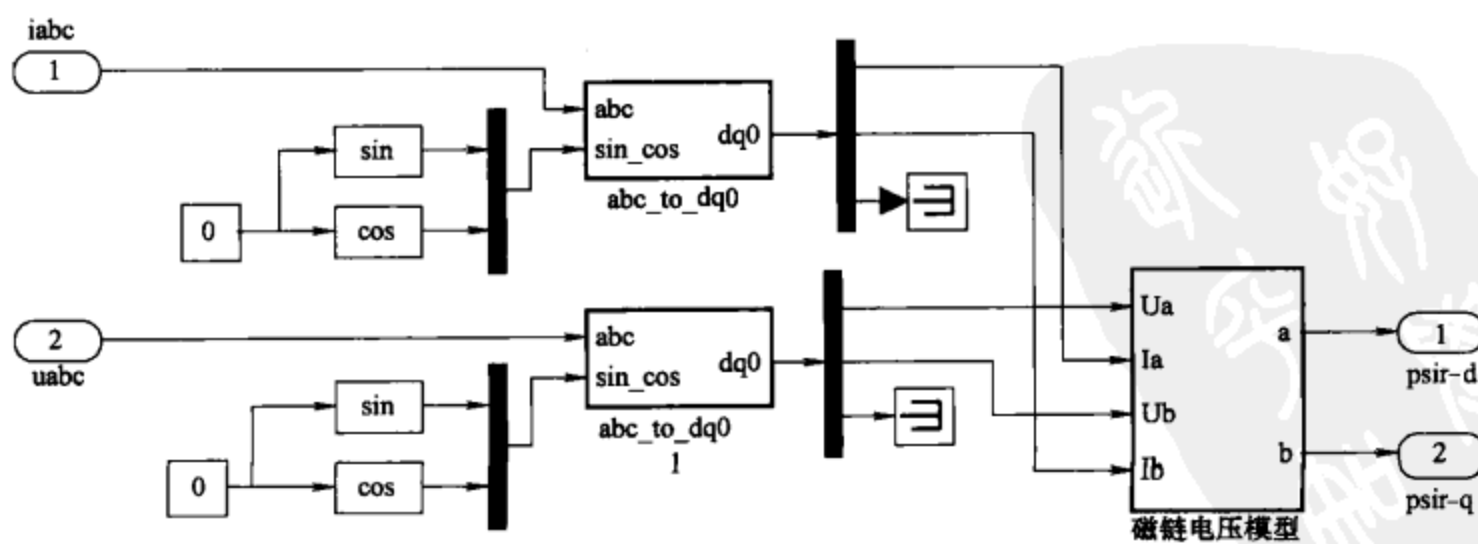 iabc
1
abc
sin_cos
dq0
abc_to_dq0
sin
cos
0
2
uabc
abc
sin_cos
dq0
abc_to_dq0
1
sin
cos
0
Ua
Ia
Ub
Ib
a
b
磁链电压模型
1
psir-d
2
psir-q